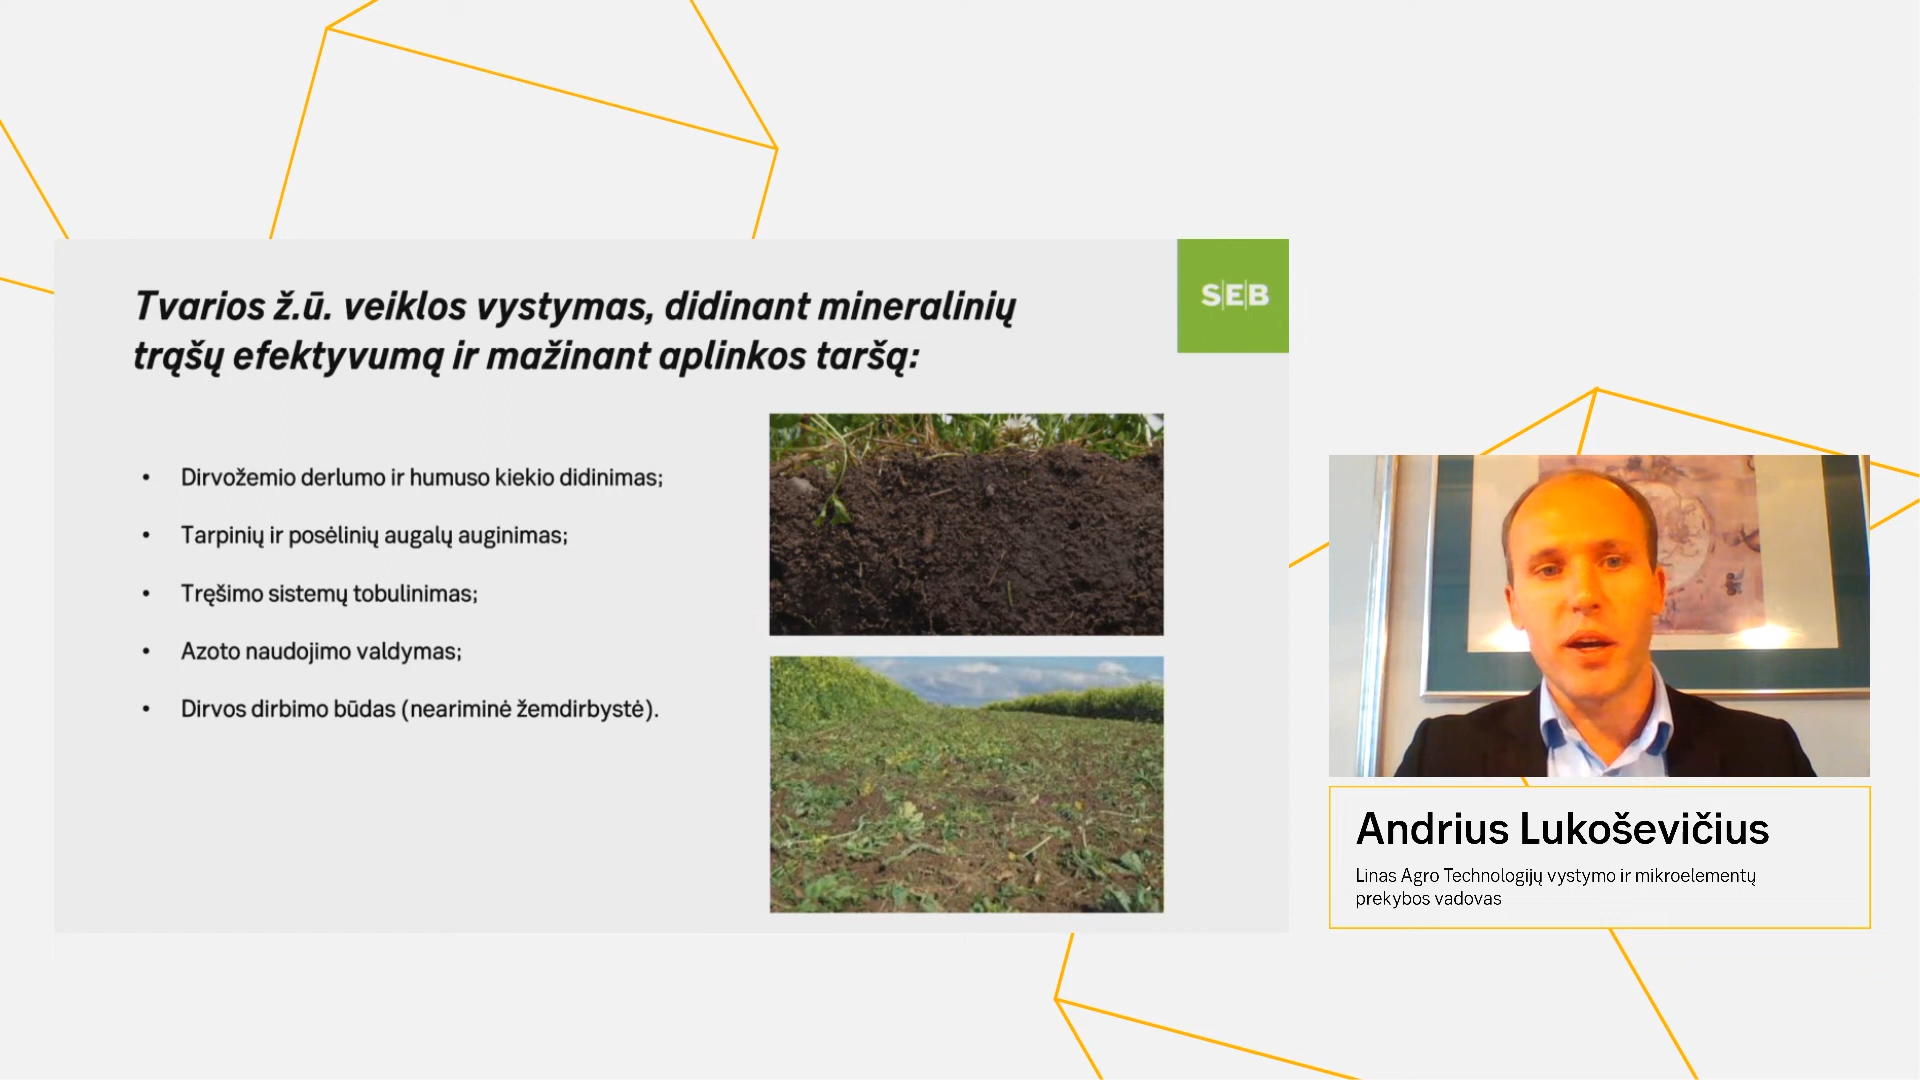 Tvarios ž.ū. veiklos vystymas, didinant mineralinių
trąšų efektyvumą ir mažinant aplinkos taršą:
S|E|B
• Dirvožemio derlumo ir humuso kiekio didinimas;
• Tarpinių ir posėlinių augalų auginimas;
• Tręšimo sistemų tobulinimas;
• Azoto naudojimo valdymas;
• Dirvos dirbimo būdas (neariminė žemdirbystė).
Andrius Lukoševičius
Linas Agro Technologijų vystymo ir mikroelementų
prekybos vadovas